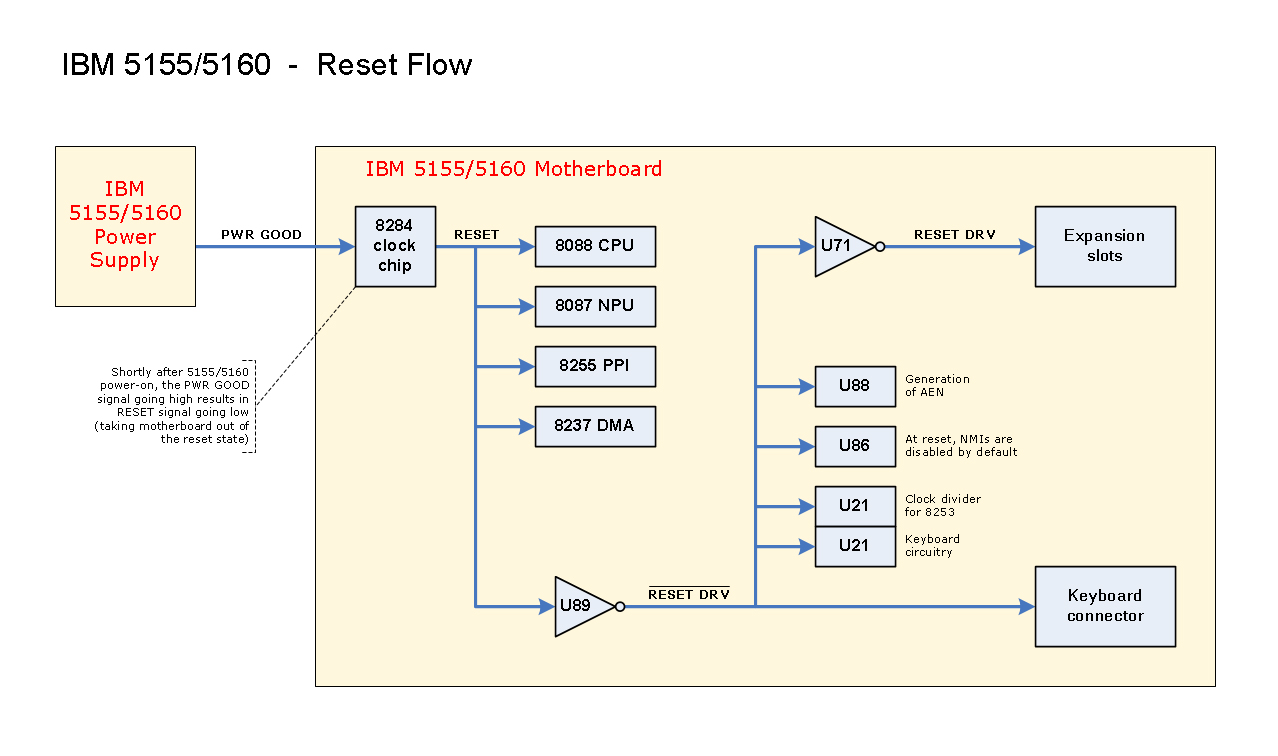 IBM 5155/5160 - Reset Flow
IBM
5155/5160
Power
Supply
PWR GOOD
IBM 5155/5160 Motherboard
8284
clock
chip
RESET
8088 CPU
8087 NPU
8255 PPI
8237 DMA
Shortly after 5155/5160
power-on, the PWR GOOD
signal going high results in
RESET signal going low
(taking motherboard out of
the reset state)
U71
RESET DRV
Expansion
slots
U88
Generation
of AEN
U86
At reset, NMIs are
disabled by default
U21
Clock divider
for 8253
U21
Keyboard
circuitry
U89
RESET DRV
Keyboard
connector